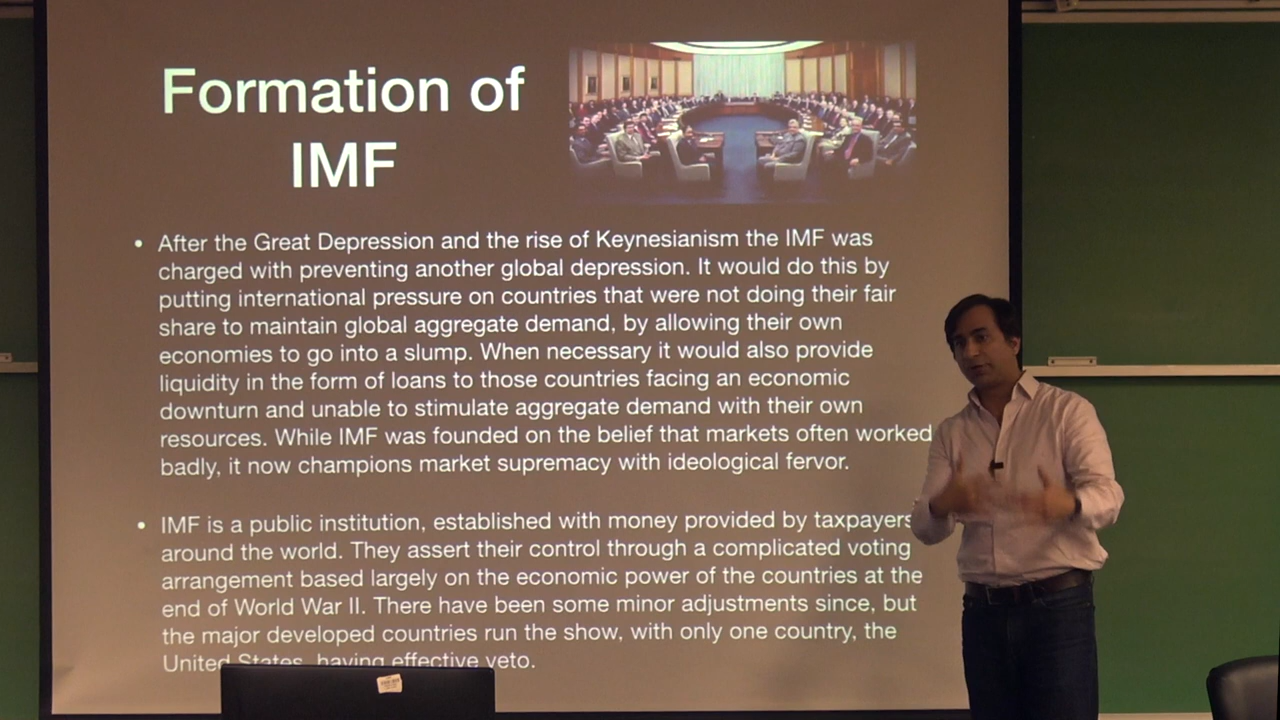 Formation of
IMF
• After the Great Depression and the rise of Keynesianism the IMF was
charged with preventing another global depression. It would do this by
putting international pressure on countries that were not doing their fair
share to maintain global aggregate demand, by allowing their own
economies to go into a slump. When necessary it would also provide
liquidity in the form of loans to those countries facing an economic
downturn and unable to stimulate aggregate demand with their own
resources. While IMF was founded on the belief that markets often worked
badly, it now champions market supremacy with ideological fervor.
• IMF is a public institution, established with money provided by taxpayers
around the world. They assert their control through a complicated voting
arrangement based largely on the economic power of the countries at the
end of World War II. There have been some minor adjustments since, but
the major developed countries run the show, with only one country, the
United States, having effective veto.